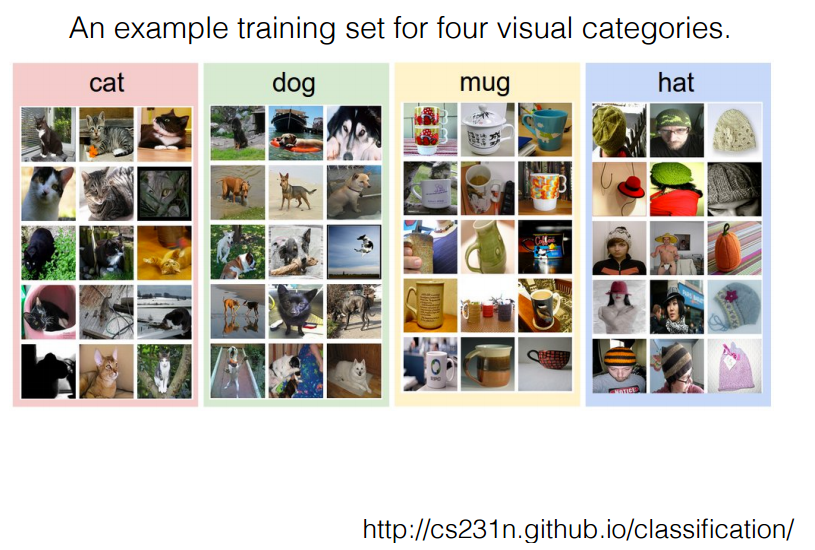 An example training set for four visual categories.
cat
dog
mug
hat
http://cs231n.github.io/classification/